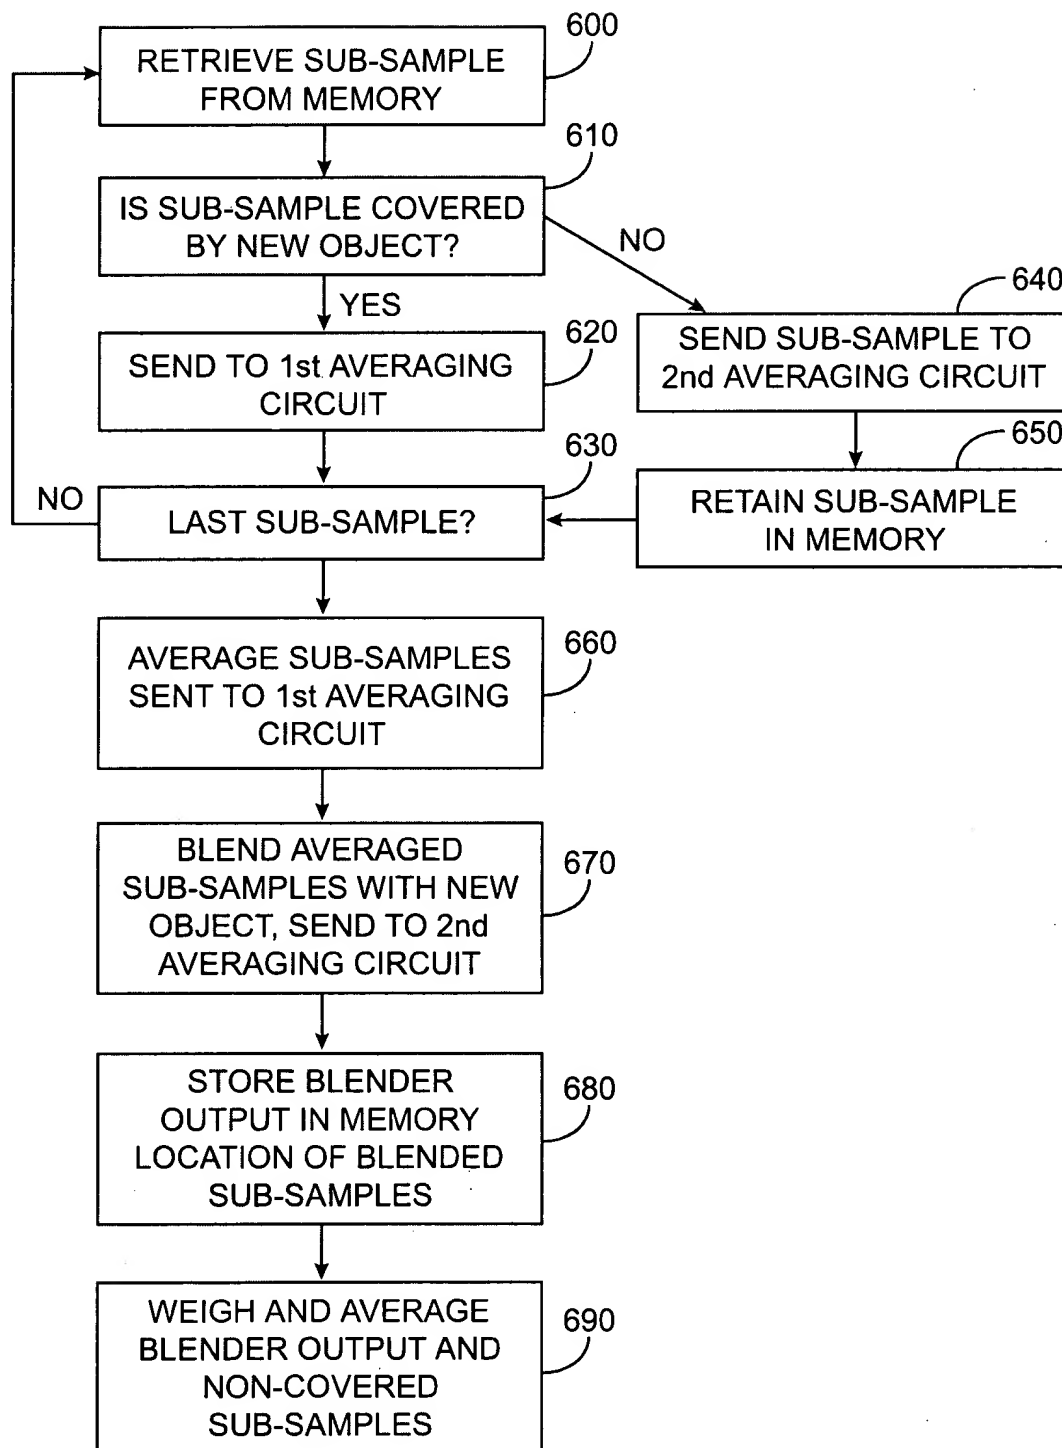 600
RETRIEVE SUB-SAMPLE
FROM MEMORY
610
IS SUB-SAMPLE COVERED
BY NEW OBJECT?
NO
YES
640
SEND SUB-SAMPLE TO
2nd AVERAGING CIRCUIT
620
SEND TO 1st AVERAGING
CIRCUIT
650
RETAIN SUB-SAMPLE
IN MEMORY
630
NO
LAST SUB-SAMPLE?
660
AVERAGE SUB-SAMPLES
SENT TO 1st AVERAGING
CIRCUIT
670
BLEND AVERAGED
SUB-SAMPLES WITH NEW
OBJECT, SEND TO 2nd
AVERAGING CIRCUIT
680
STORE BLENDER
OUTPUT IN MEMORY
LOCATION OF BLENDED
SUB-SAMPLES
690
WEIGH AND AVERAGE
BLENDER OUTPUT AND
NON-COVERED
SUB-SAMPLES